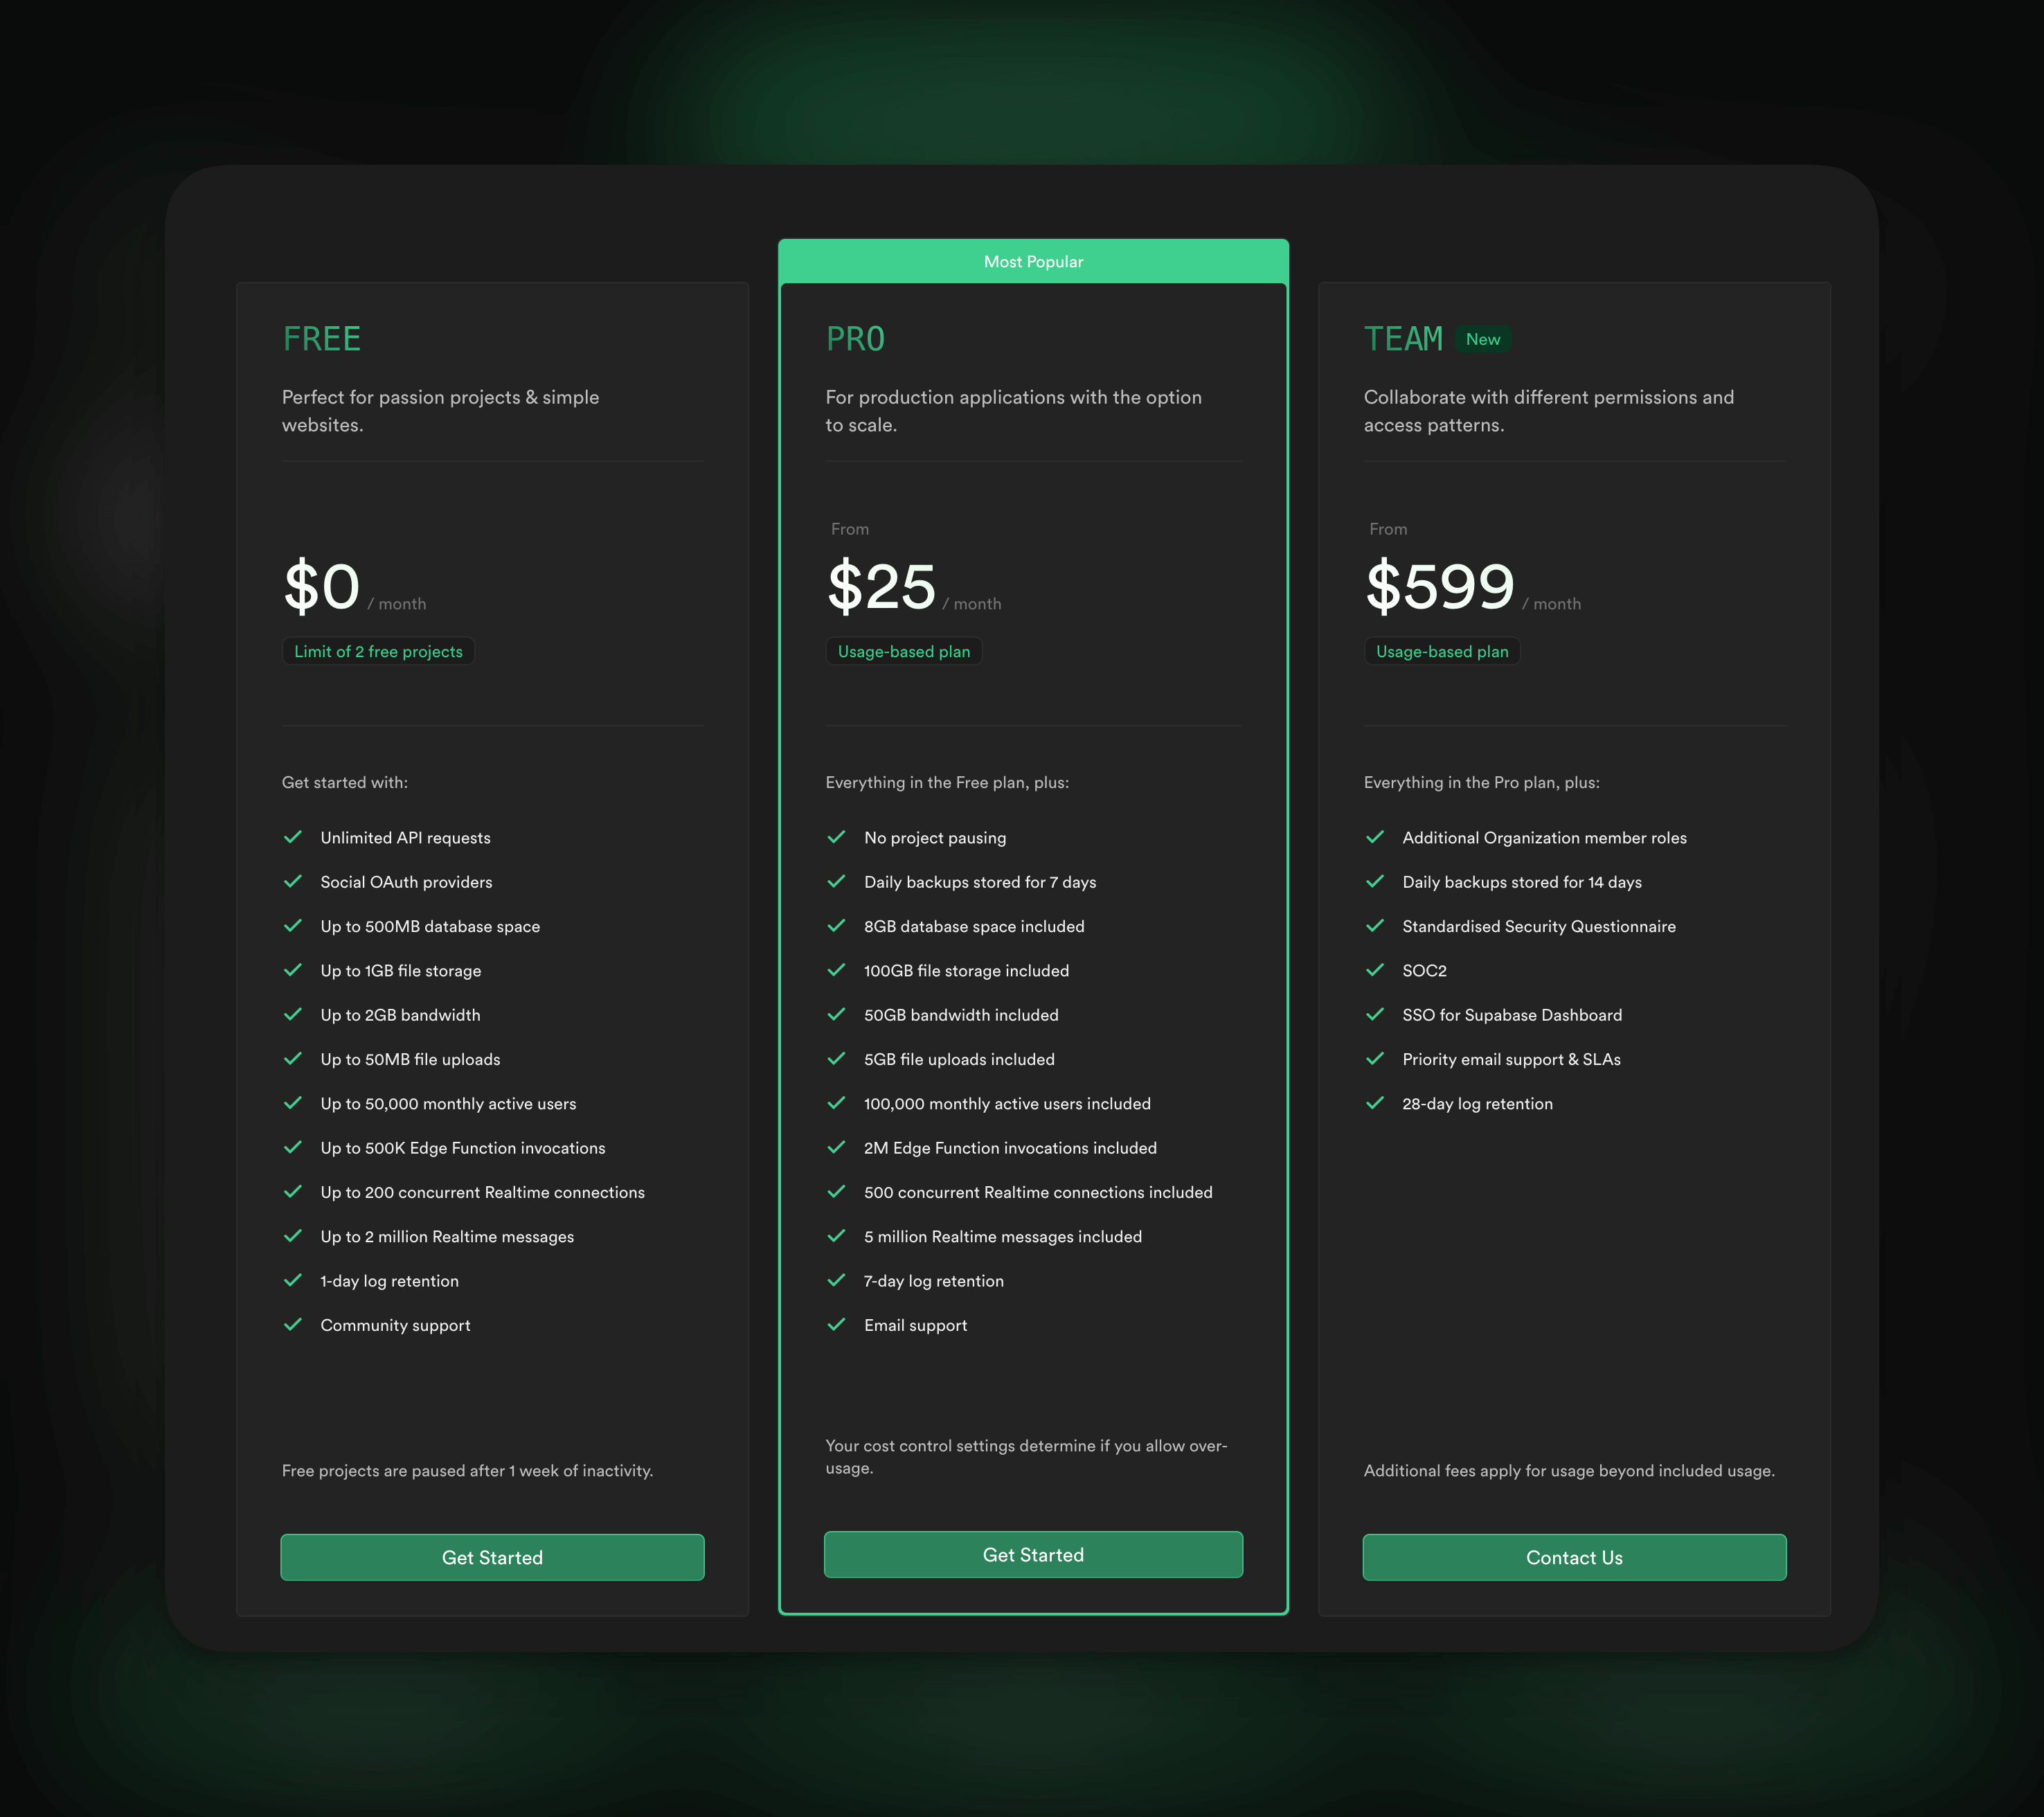 FREE
Perfect for passion projects & simple
websites.
$0 / month
Limit of 2 free projects
Get started with:
Unlimited API requests
Social OAuth providers
Up to 500MB database space
Up to 1GB file storage
Up to 2GB bandwidth
Up to 50MB file uploads
Up to 50,000 monthly active users
Up to 500K Edge Function invocations
Up to 200 concurrent Realtime connections
Up to 2 million Realtime messages
1-day log retention
Community support
Free projects are paused after 1 week of inactivity.
Get Started
Most Popular
PRO
For production applications with the option
to scale.
From
$25 / month
Usage-based plan
Everything in the Free plan, plus:
No project pausing
Daily backups stored for 7 days
8GB database space included
100GB file storage included
50GB bandwidth included
5GB file uploads included
100,000 monthly active users included
2M Edge Function invocations included
500 concurrent Realtime connections included
5 million Realtime messages included
7-day log retention
Email support
Your cost control settings determine if you allow over-
usage.
Get Started
TEAM New
Collaborate with different permissions and
access patterns.
From
$599 / month
Usage-based plan
Everything in the Pro plan, plus:
Additional Organization member roles
Daily backups stored for 14 days
Standardised Security Questionnaire
SOC2
SSO for Supabase Dashboard
Priority email support & SLAs
28-day log retention
Additional fees apply for usage beyond included usage.
Contact Us